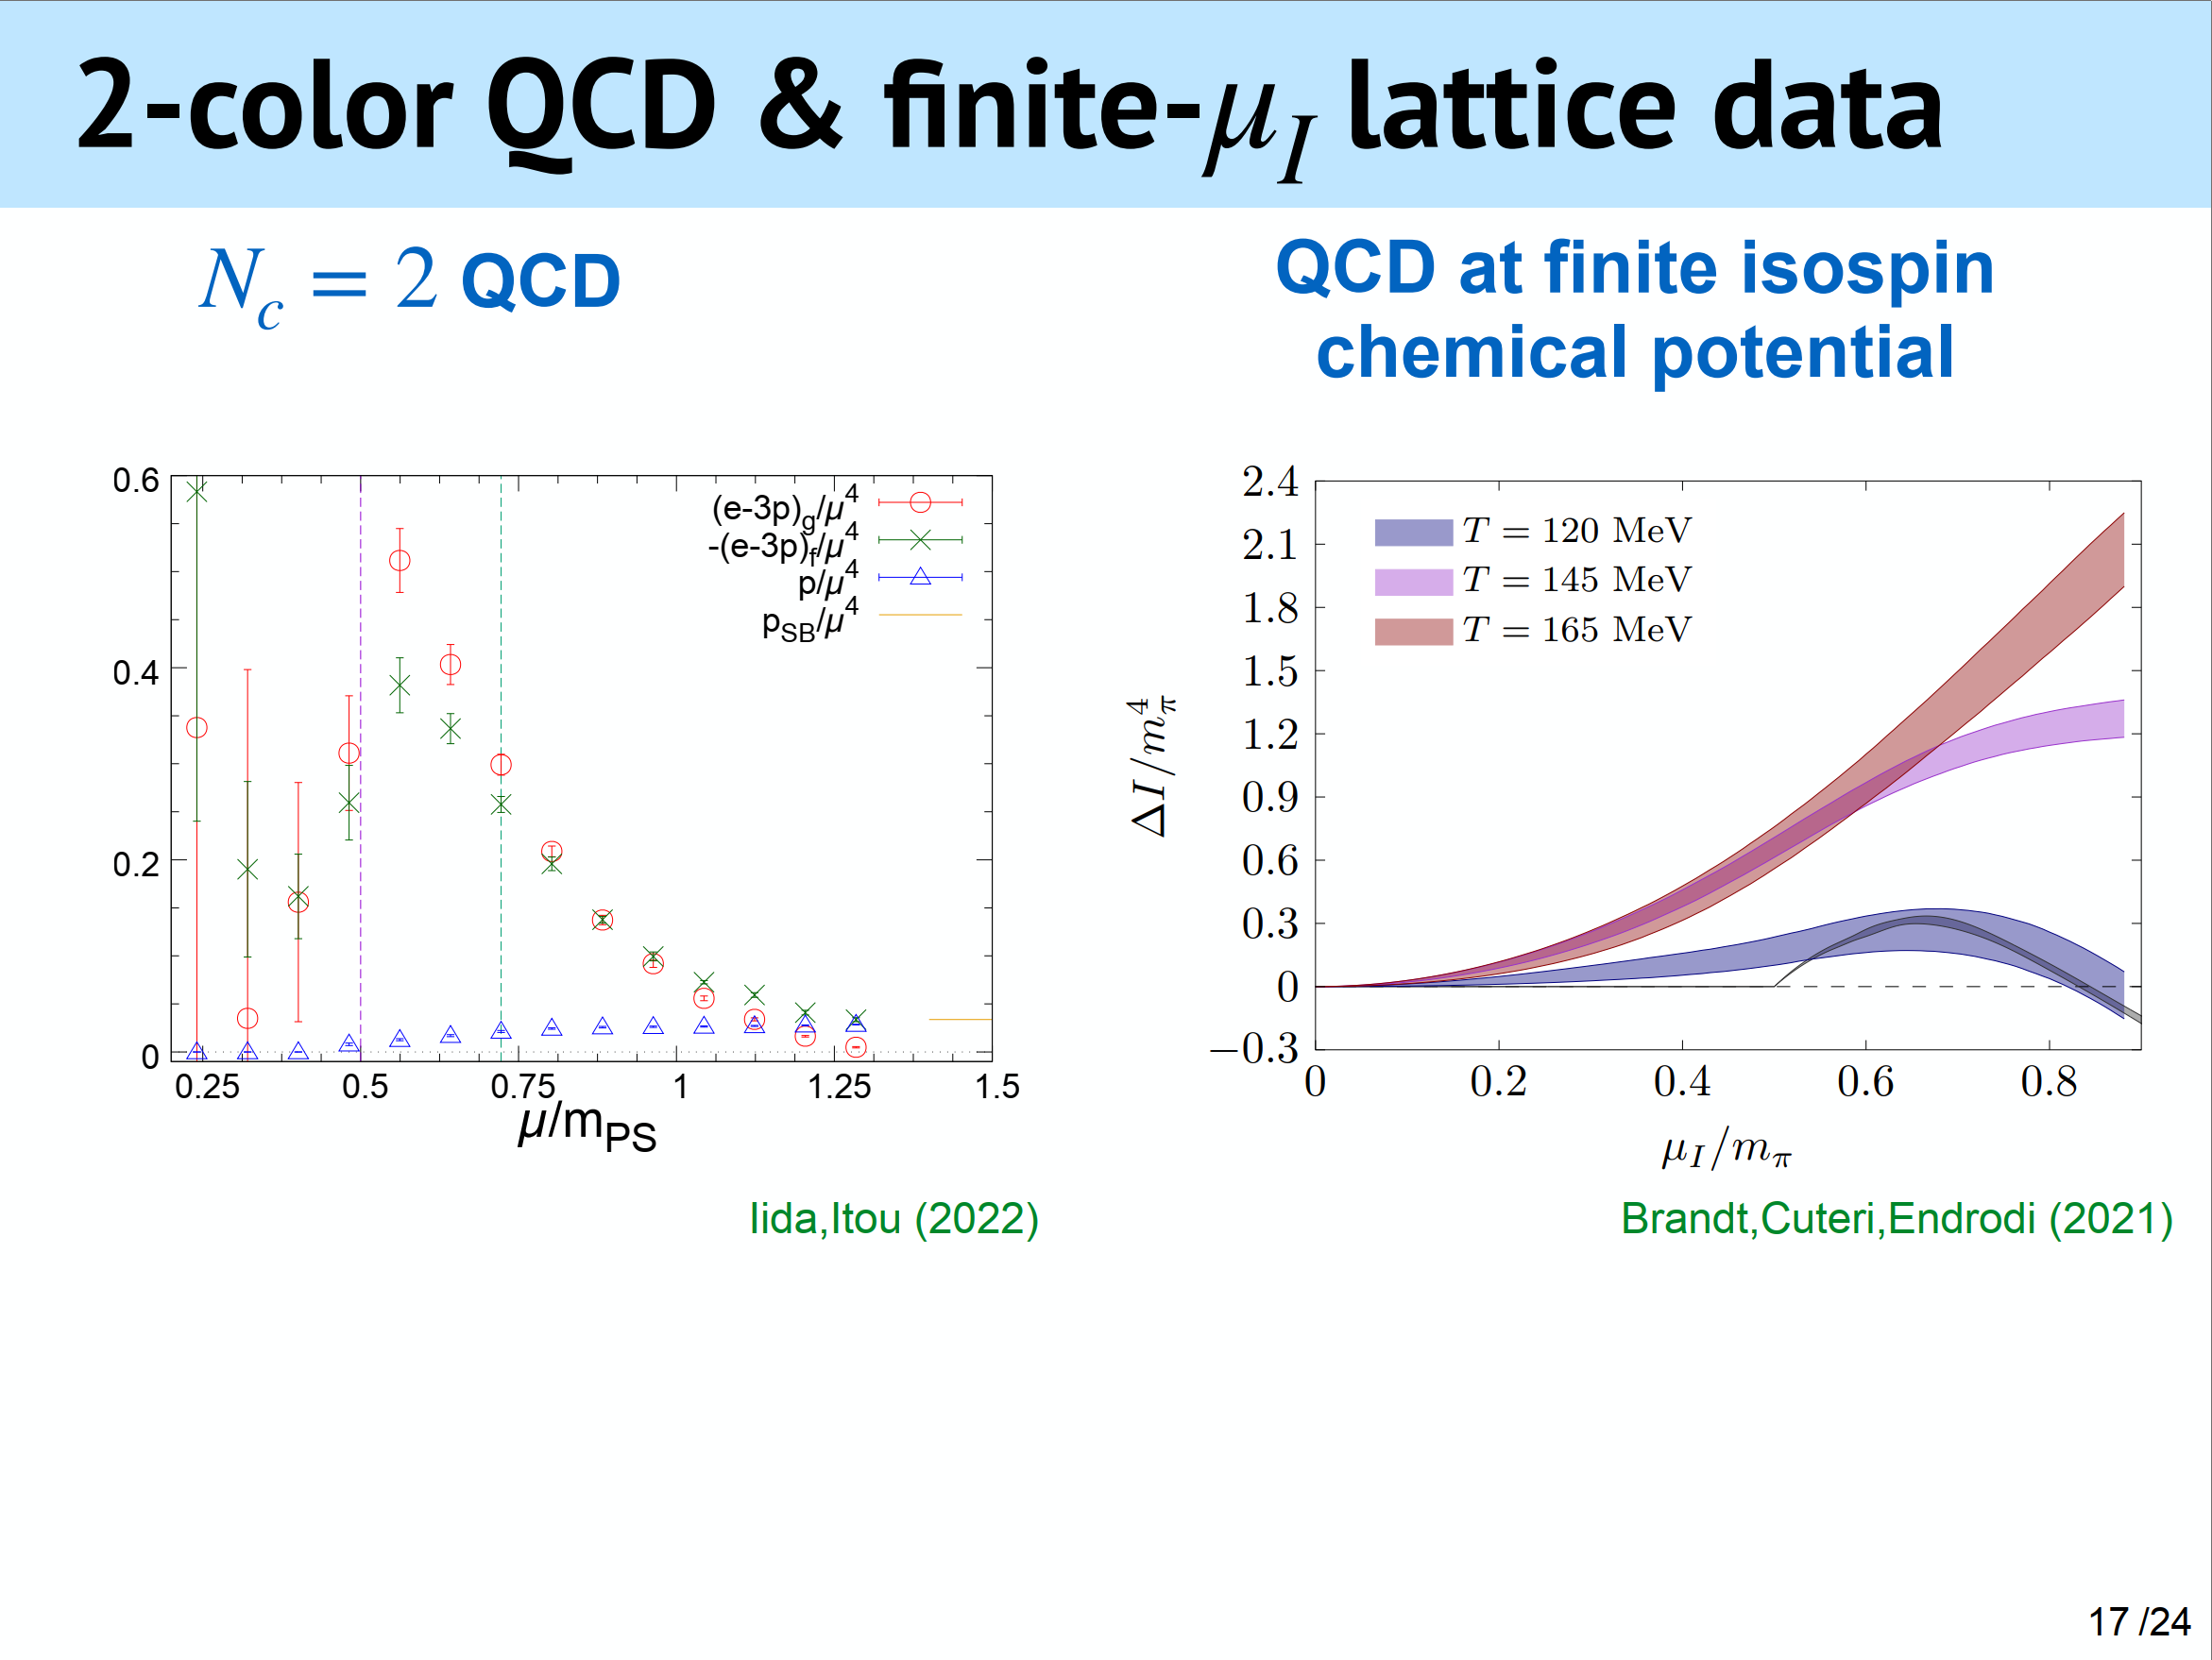 2-color QCD & finite-μ_I lattice data
N_c = 2 QCD
QCD at finite isospin
chemical potential
0.6
0.4
0.2
0
(e-3p)_g/μ^4
-(e-3p)_f/μ^4
p/μ^4
p_SB/μ^4
0.25 0.5 0.75 1 1.25 1.5
μ/m_PS
Iida,Itou (2022)
2.4
2.1
1.8
1.5
1.2
0.9
0.6
0.3
0
−0.3
ΔI/m_π^4
T = 120 MeV
T = 145 MeV
T = 165 MeV
0 0.2 0.4 0.6 0.8
μ_I/m_π
Brandt,Cuteri,Endrodi (2021)
17 /24